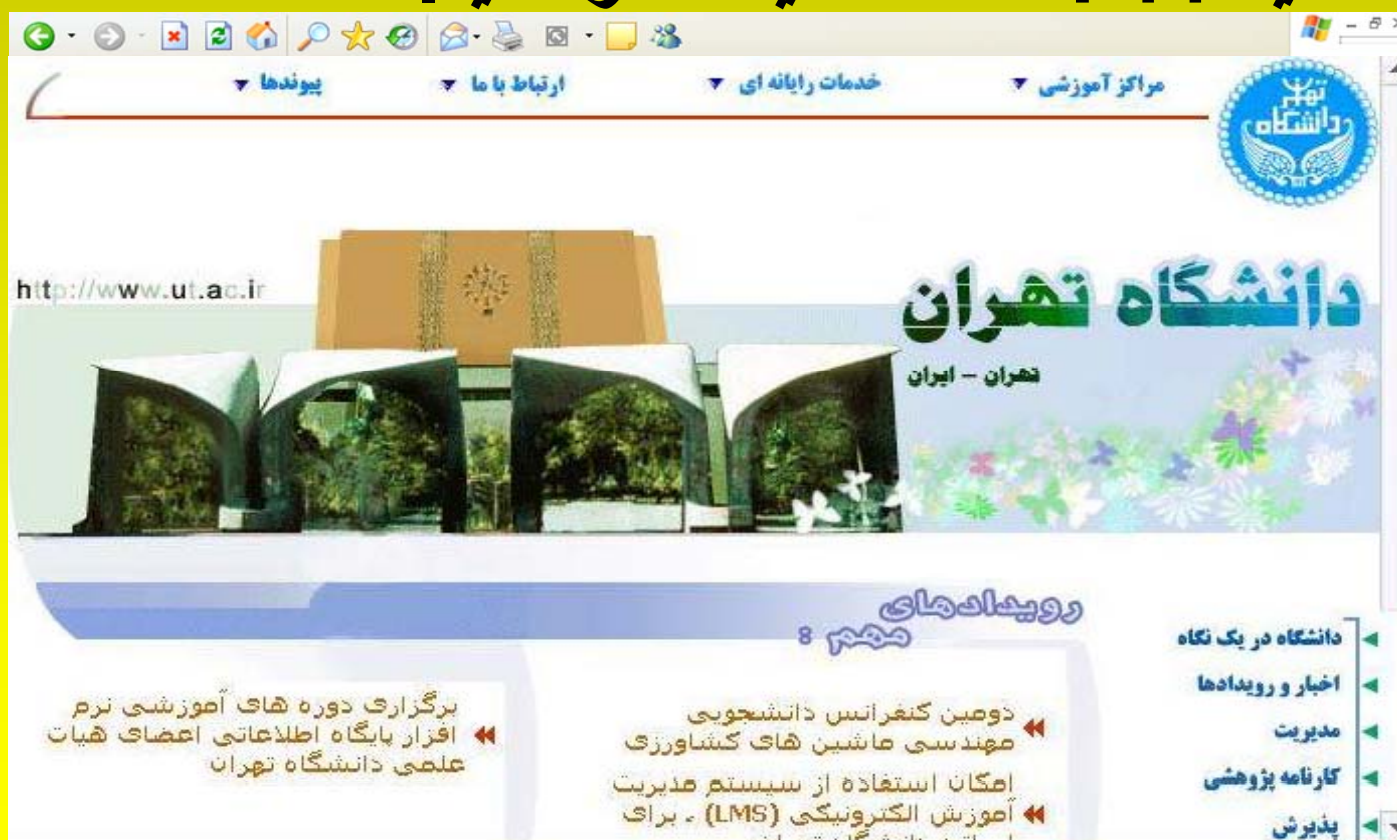 مراکز آموزشی
خدمات رایانه ای
ارتباط با ما
پیوندها
تهران
دانشگاه
http://www.ut.ac.ir
دانشگاه تهران
تهران – ایران
رویدادهای
مهم :
دانشگاه در یک نگاه
اخبار و رویدادها
مدیریت
کارنامه پژوهشی
پذیرش
دومین کنفرانس دانشجویی
مهندسی ماشین های کشاورزی
امکان استفاده از سیستم مدیریت
آموزش الکترونیکی (LMS) ، برای
برگزاری دوره های آموزشی نرم
افزار پایگاه اطلاعاتی اعضای هیات
علمی دانشگاه تهران